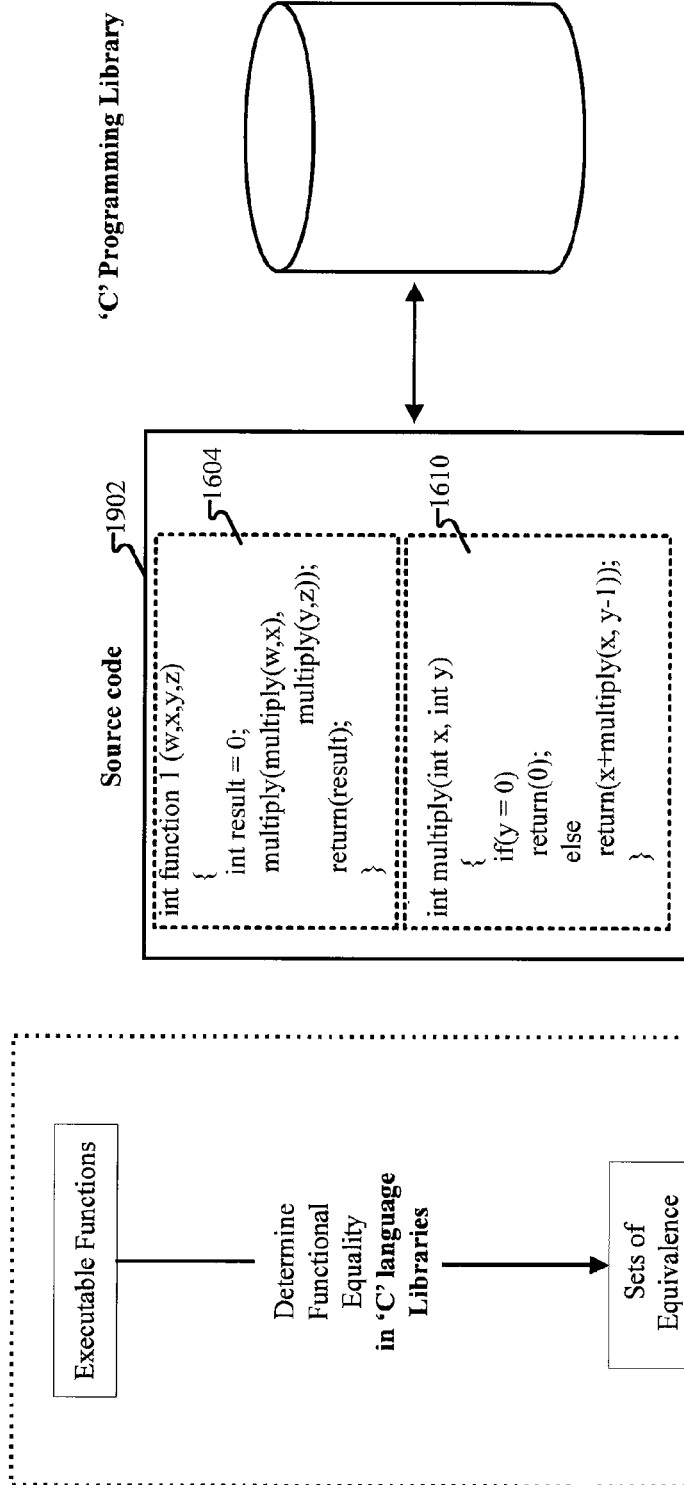 Executable Functions
Determine
Functional
Equality
in ‘C’ language
Libraries
Sets of
Equivalence
Source code
1902
int function 1 (w,x,y,z)
{
int result = 0;
multiply(multiply(w,x),
multiply(y,z));
return(result);
}
1604
int multiply(int x, int y)
{
if(y = 0)
return(0);
else
return(x+multiply(x, y-1));
}
1610
‘C’ Programming Library